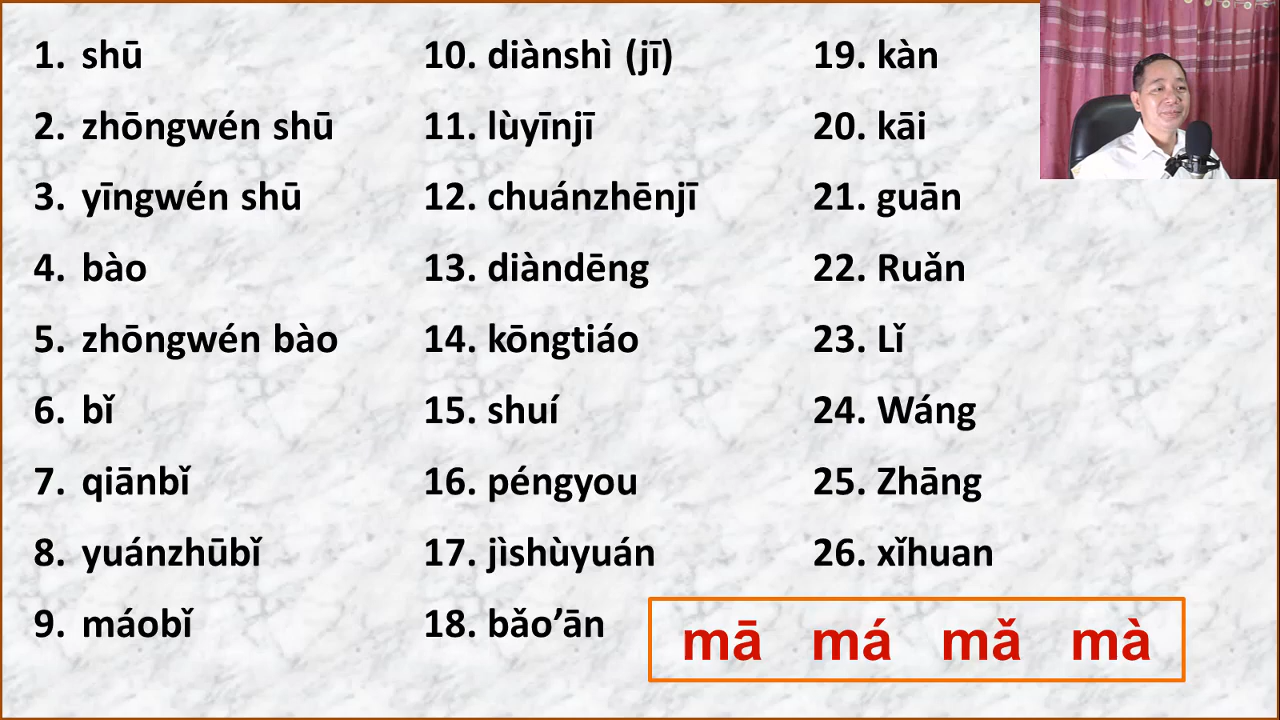 1. shū
2. zhōngwén shū
3. yīngwén shū
4. bào
5. zhōngwén bào
6. bǐ
7. qiānbǐ
8. yuánzhūbǐ
9. máobǐ
10. diànshì (jī)
11. lùyīnjī
12. chuánzhēnjī
13. diàndēng
14. kōngtiáo
15. shuí
16. péngyou
17. jìshùyuán
18. bǎo’ān
19. kàn
20. kāi
21. guān
22. Ruǎn
23. Lǐ
24. Wáng
25. Zhāng
26. xǐhuan
mā má mǎ mà